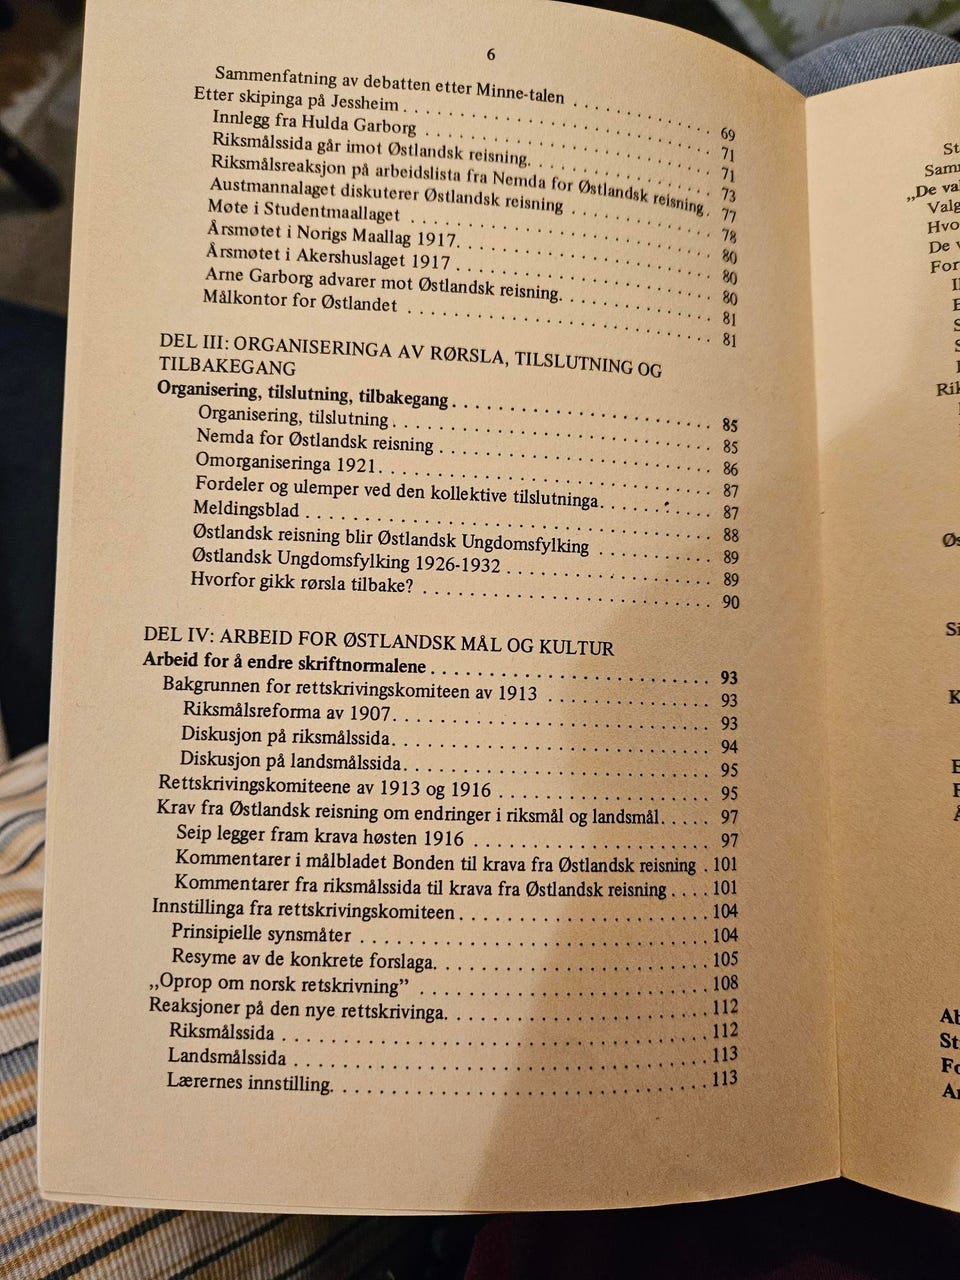 6
Sammenfatning av debatten etter Minne-talen . . . . . . . . . . 69
Etter skipinga på Jessheim . . . . . . . . . . 71
Innlegg fra Hulda Garborg . . . . . . . . . . 71
Riksmålssida går imot Østlandsk reisning. . . . . . . . . . 73
Riksmålsreaksjon på arbeidslista fra Nemda for Østlandsk reisning. 77
Austmannalaget diskuterer Østlandsk reisning . . . . . . . . . . 78
Møte i Studentmaallaget . . . . . . . . . . 80
Årsmøtet i Norigs Maallag 1917. . . . . . . . . . 80
Årsmøtet i Akershuslaget 1917 . . . . . . . . . . 80
Arne Garborg advarer mot Østlandsk reisning. . . . . . . . . . 81
Målkontor for Østlandet . . . . . . . . . . 81
DEL III: ORGANISERINGA AV RØRSLA, TILSLUTNING OG
TILBAKEGANG
Organisering, tilslutning, tilbakegang . . . . . . . . . . 85
Organisering, tilslutning . . . . . . . . . . 85
Nemda for Østlandsk reisning . . . . . . . . . . 86
Omorganiseringa 1921. . . . . . . . . . 87
Fordeler og ulemper ved den kollektive tilslutninga. . . . . . . . . . 87
Meldingsblad . . . . . . . . . . 88
Østlandsk reisning blir Østlandsk Ungdomsfylking . . . . . . . . . . 89
Østlandsk Ungdomsfylking 1926-1932 . . . . . . . . . . 89
Hvorfor gikk rørsla tilbake? . . . . . . . . . . 90
DEL IV: ARBEID FOR ØSTLANDSK MÅL OG KULTUR
Arbeid for å endre skriftnormalene . . . . . . . . . . 93
Bakgrunnen for rettskrivingskomiteen av 1913 . . . . . . . . . . 93
Riksmålsreforma av 1907. . . . . . . . . . 93
Diskusjon på riksmålssida. . . . . . . . . . 94
Diskusjon på landsmålssida. . . . . . . . . . 95
Rettskrivingskomiteene av 1913 og 1916 . . . . . . . . . . 95
Krav fra Østlandsk reisning om endringer i riksmål og landsmål. . . . . 97
Seip legger fram krava høsten 1916 . . . . . . . . . . 97
Kommentarer i målbladet Bonden til krava fra Østlandsk reisning . 101
Kommentarer fra riksmålssida til krava fra Østlandsk reisning . . . . 101
Innstillinga fra rettskrivingskomiteen . . . . . . . . . . 104
Prinsipielle synsmåter . . . . . . . . . . 104
Resyme av de konkrete forslaga. . . . . . . . . . 105
„Oprop om norsk retskrivning” . . . . . . . . . . 108
Reaksjoner på den nye rettskrivinga. . . . . . . . . . 112
Riksmålssida . . . . . . . . . . 112
Landsmålssida . . . . . . . . . . 113
Lærernes innstilling. . . . . . . . . . 113